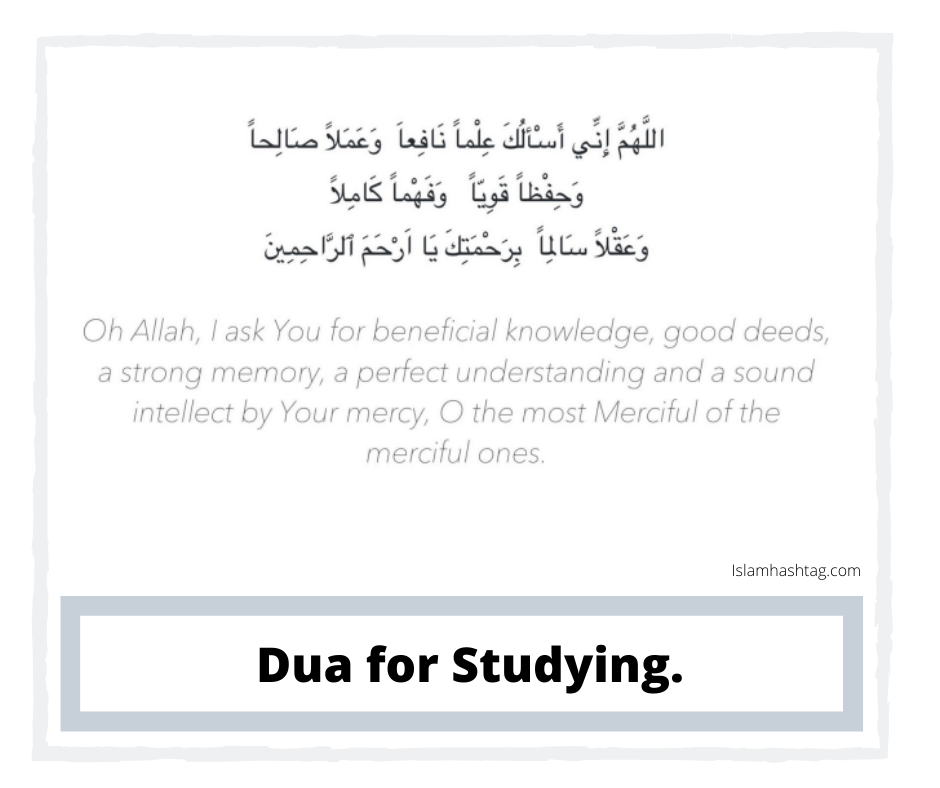 اللَّهُمَّ إِنِّي أَسْأَلُكَ عِلْماً نَافِعاَ وَعَمَلاً صَالِحاً
وَحِفْظاً قَوِيّاً وَفَهْماً كَامِلاً
وَعَقْلاً سَالِماً بِرَحْمَتِكَ يَا اَرْحَمَ ٱلرَّاحِمِينَ
Oh Allah, I ask You for beneficial knowledge, good deeds,
a strong memory, a perfect understanding and a sound
intellect by Your mercy, O the most Merciful of the
merciful ones.
Islamhashtag.com
Dua for Studying.